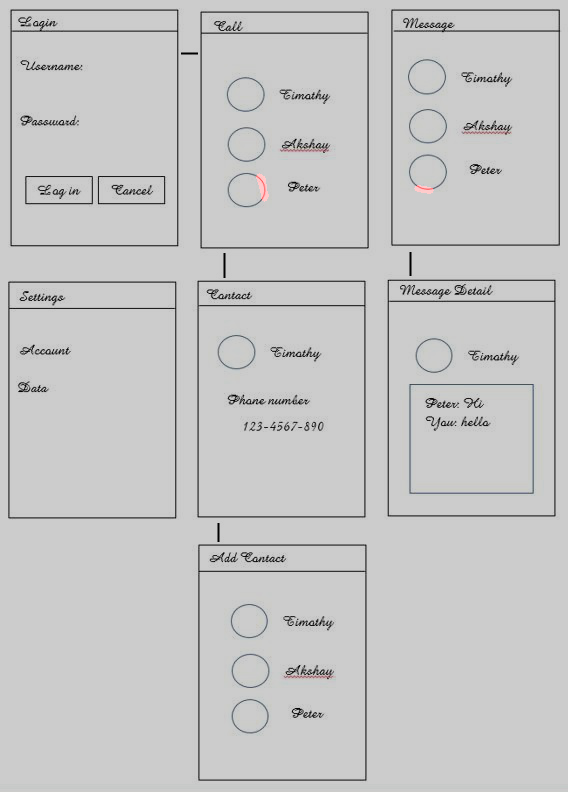 Login
Username:
Password:
Log in
Cancel
Call
Timothy
Akshay
Peter
Message
Timothy
Akshay
Peter
Settings
Account
Data
Contact
Timothy
Phone number
123-4567-890
Message Detail
Timothy
Peter: Hi
You: hello
Add Contact
Timothy
Akshay
Peter